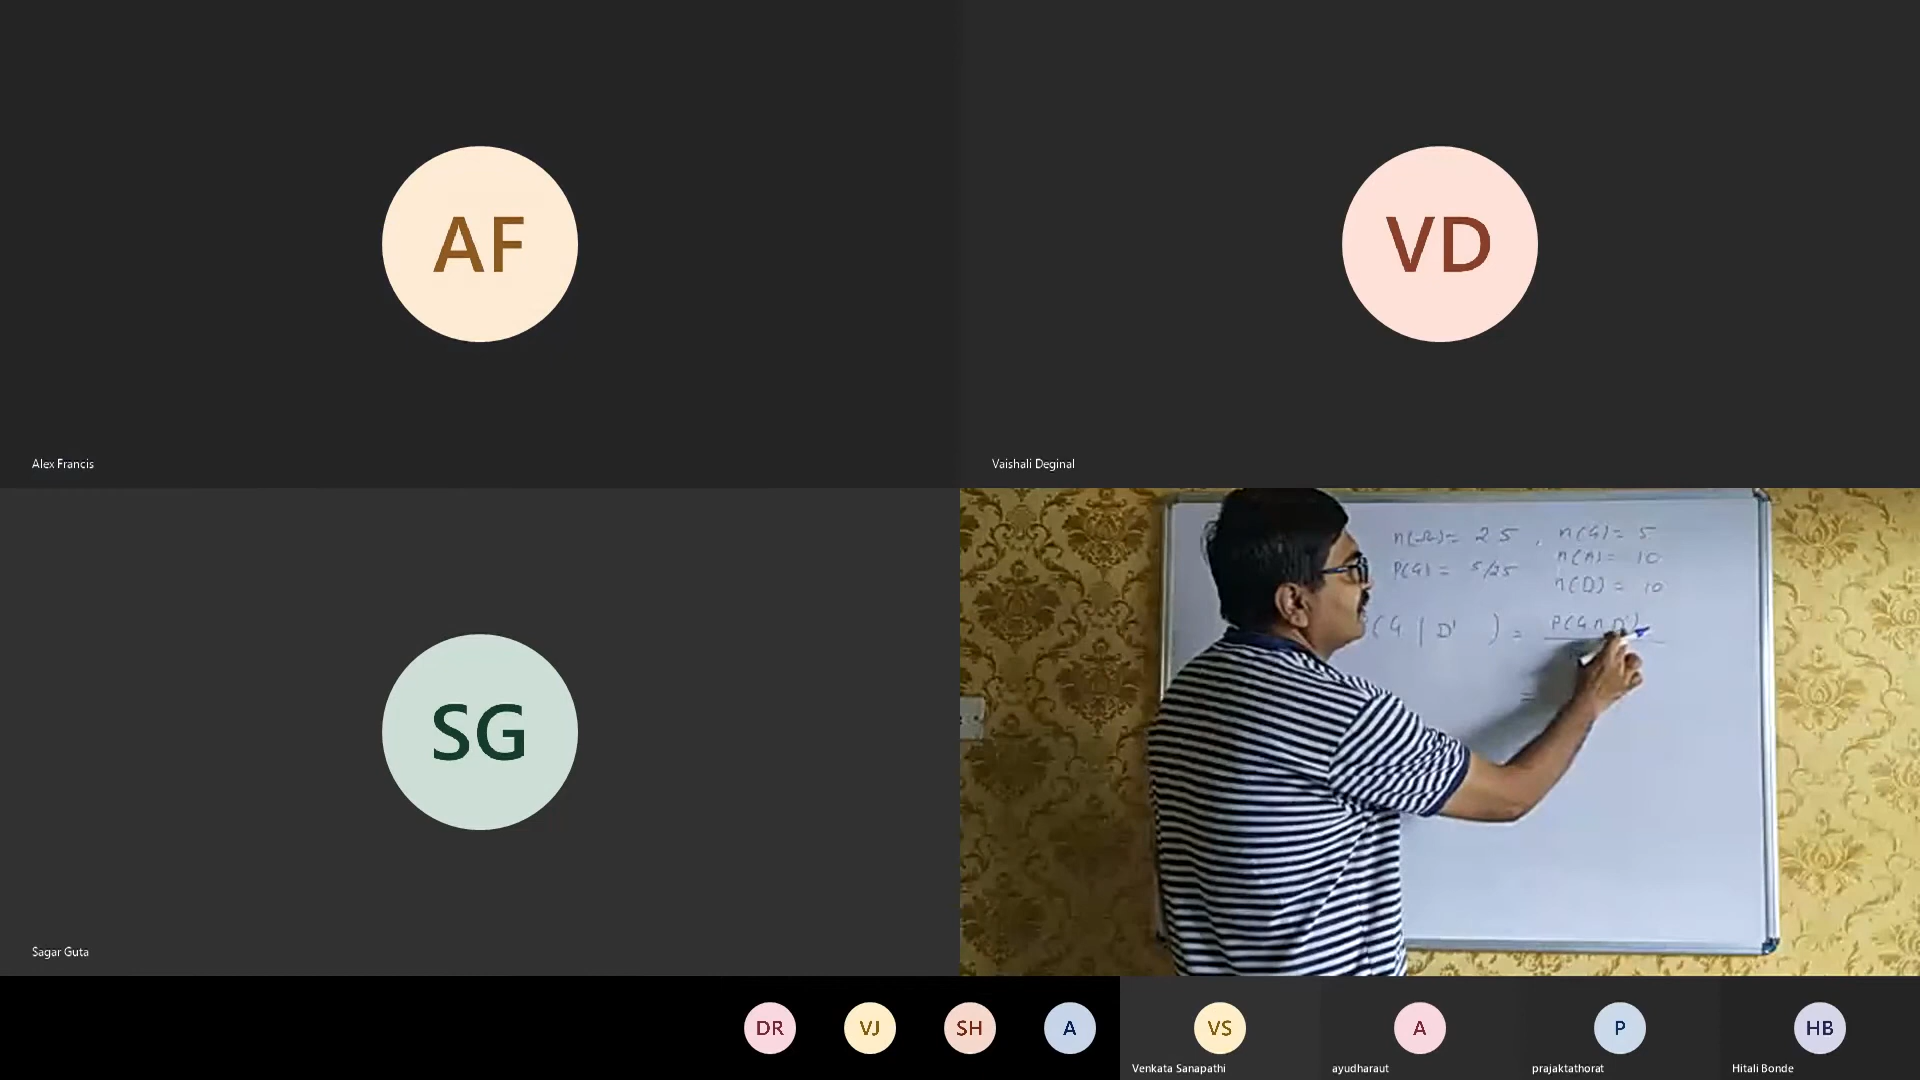 AF
Alex Francis
VD
Vaishali Deginal
SG
Sagar Guta
n(Ω) = 25 , n(G) = 5
n(A) = 10
P(G) = 5/25
n(D) = 10
(G | D' ) = P(G ∩ D')
=
DR
VJ
SH
A
VS
Venkata Sanapathi
A
ayudharaut
P
prajaktathorat
HB
Hitali Bonde